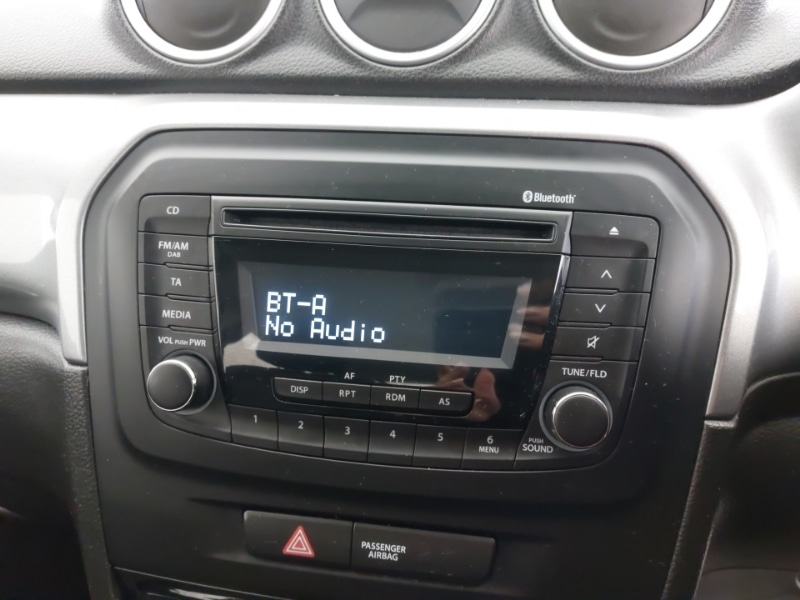 Bluetooth
CD
FM/AM
DAB
TA
MEDIA
VOL PUSH PWR
BT-A
No Audio
AF PTY
DISP RPT RDM AS
1 2 3 4 5 6
MENU
TUNE/FLD
PUSH
SOUND
PASSENGER
AIRBAG